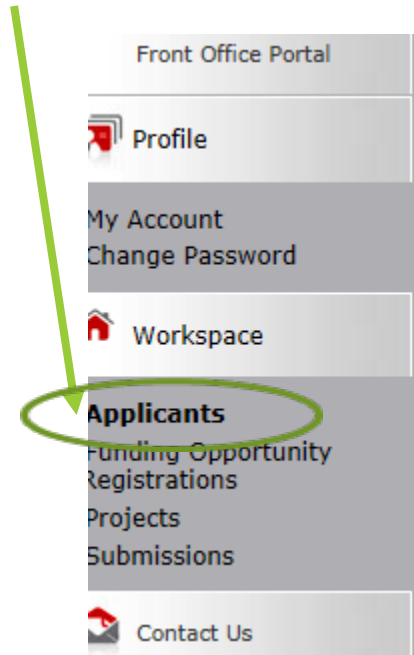 Front Office Portal
Profile
My Account
Change Password
Workspace
Applicants
Funding Opportunity
Registrations
Projects
Submissions
Contact Us